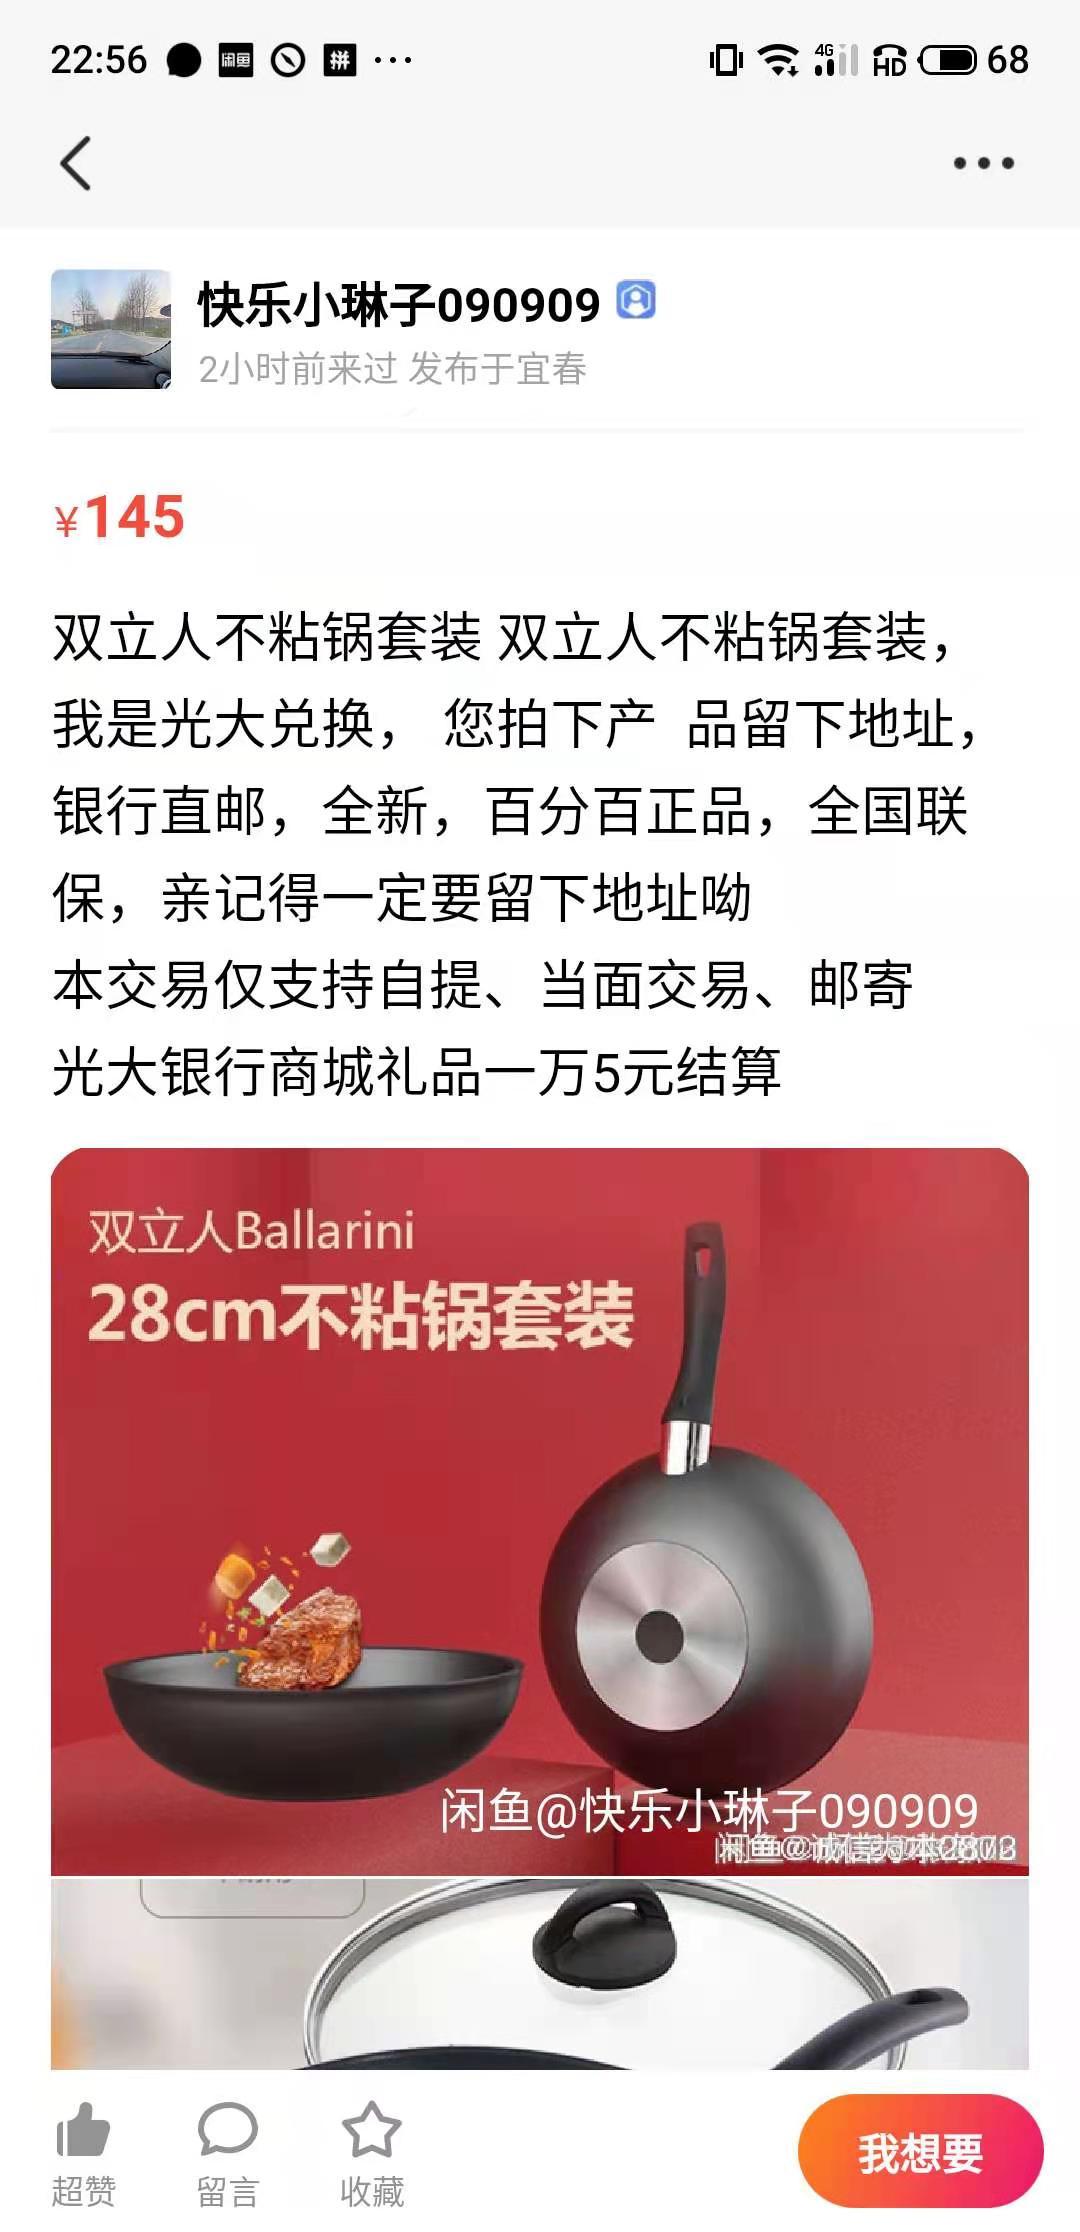 22:56
闲鱼
拼
4G
HD
68
快乐小琳子090909
2小时前来过 发布于宜春
¥145
双立人不粘锅套装 双立人不粘锅套装，
我是光大兑换， 您拍下产 品留下地址，
银行直邮，全新，百分百正品，全国联
保，亲记得一定要留下地址呦
本交易仅支持自提、当面交易、邮寄
光大银行商城礼品一万5元结算
双立人Ballarini
28cm不粘锅套装
闲鱼@快乐小琳子090909
超赞
留言
收藏
我想要